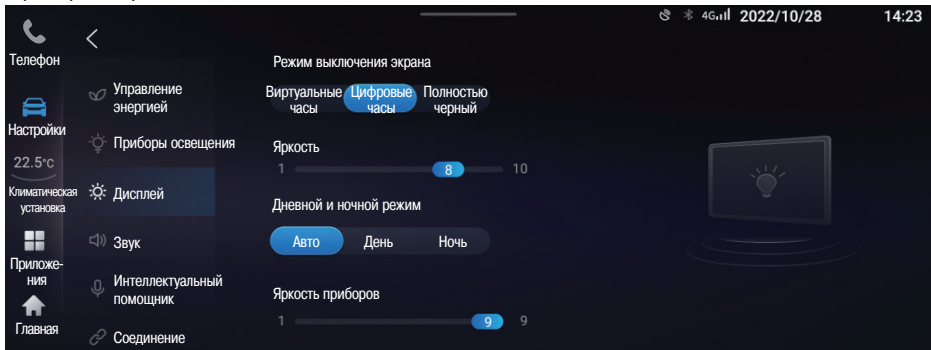 4G 2022/10/28 14:23
Телефон
Настройки
22.5°C
Климатическая
установка
Приложе-
ния
Главная
Управление
энергией
Приборы освещения
Дисплей
Звук
Интеллектуальный
помощник
Соединение
Режим выключения экрана
Виртуальные
часы
Цифровые
часы
Полностью
черный
Яркость
1 8 10
Дневной и ночной режим
Авто День Ночь
Яркость приборов
1 9 9